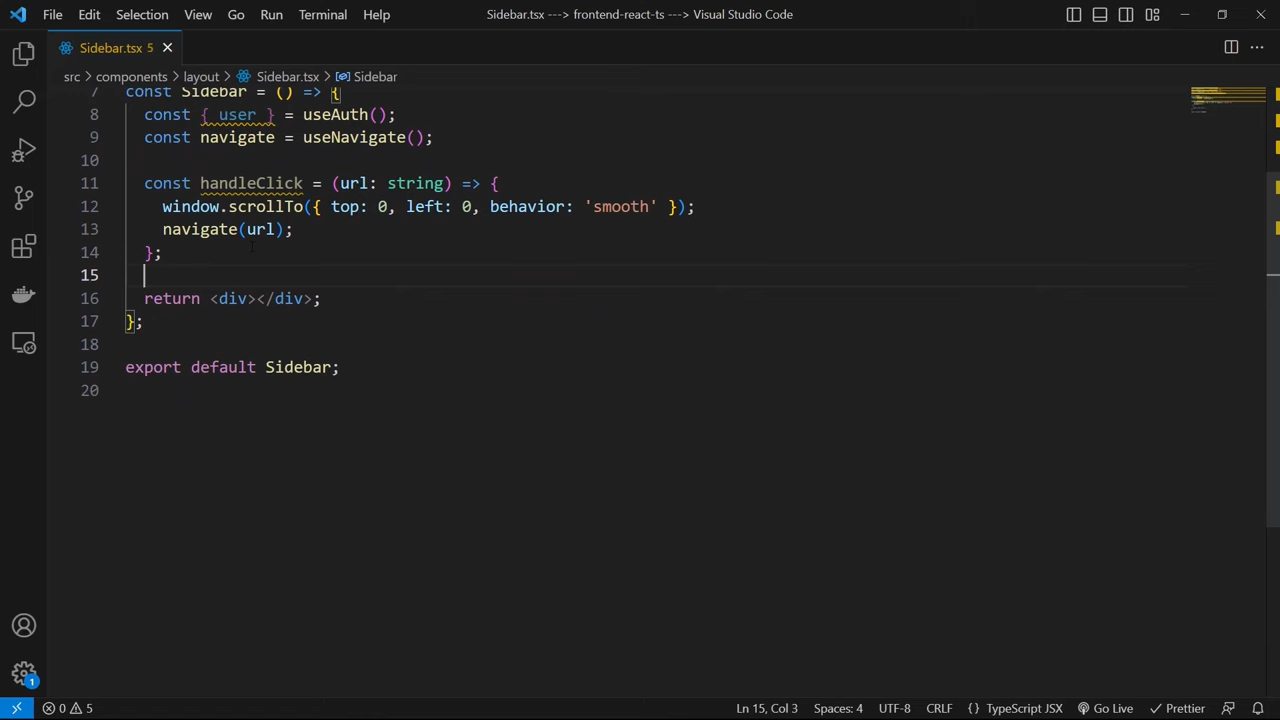 File Edit Selection View Go Run Terminal Help Sidebar.tsx ---> frontend-react-ts - Visual Studio Code
Sidebar.tsx 5
src > components > layout > Sidebar.tsx > Sidebar
7 const Sidebar = () => {
8 const { user } = useAuth();
9 const navigate = useNavigate();
10
11 const handleClick = (url: string) => {
12 window.scrollTo({ top: 0, left: 0, behavior: 'smooth' });
13 navigate(url);
14 };
15
16 return <div></div>;
17 };
18
19 export default Sidebar;
20
1
0 5 Ln 15, Col 3 Spaces: 4 UTF-8 CRLF { } TypeScript JSX Go Live Prettier